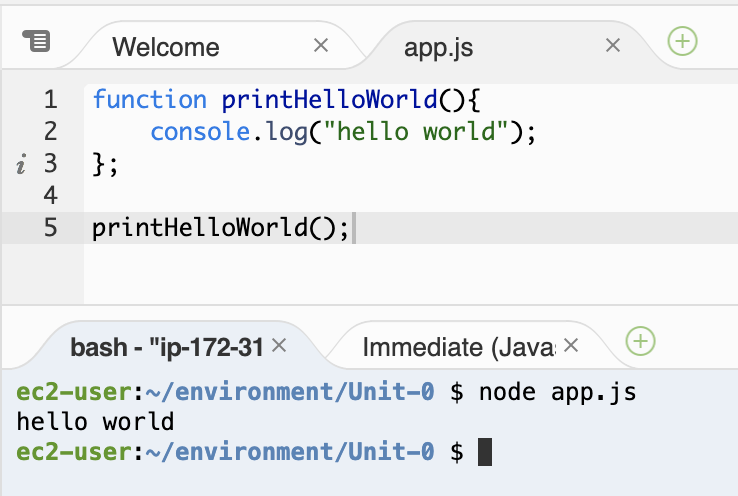 Welcome
app.js
1 function printHelloWorld(){
2     console.log("hello world");
i 3 };
4
5 printHelloWorld();
bash - "ip-172-31
Immediate (Javas
ec2-user:~/environment/Unit-0 $ node app.js
hello world
ec2-user:~/environment/Unit-0 $